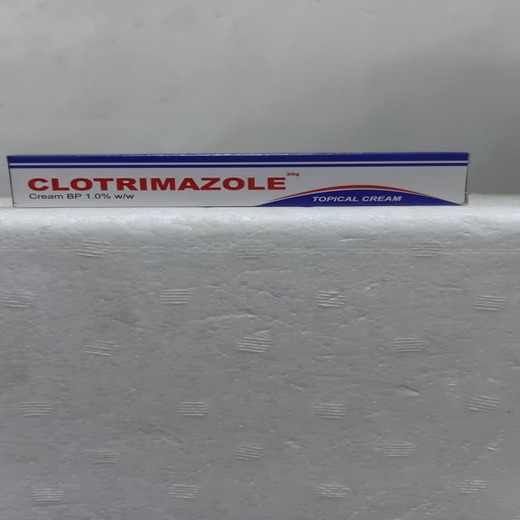 CLOTRIMAZOLE
Cream BP 1.0% w/w
TOPICAL CREAM